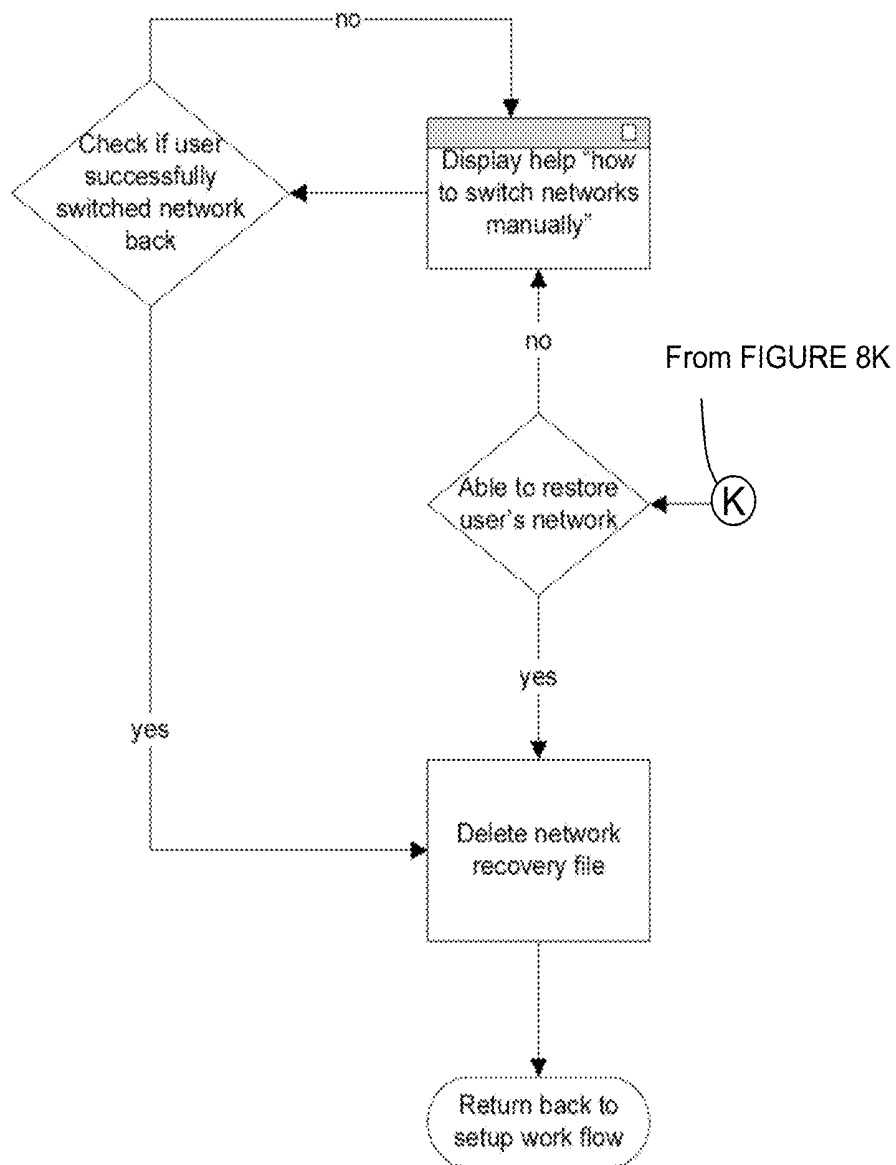 no
Check if user
successfully
switched network
back
Display help "how
to switch networks
manually"
no
From FIGURE 8K
Able to restore
user's network
K
yes
yes
Delete network
recovery file
Return back to
setup work flow